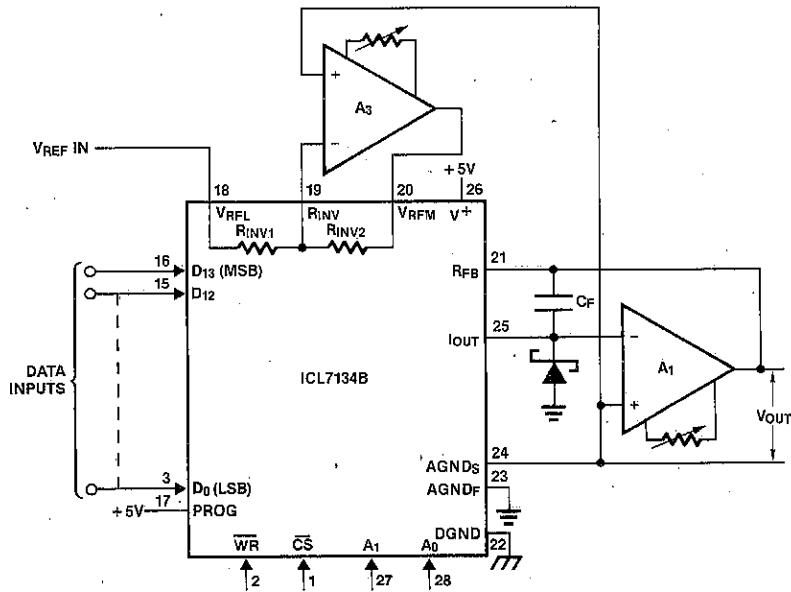 +
A3
−
VREF IN
+5V
18
19
20
26
VRFL
RINV
VRFM
V+
RINV1
RINV2
16
D13 (MSB)
15
D12
RFB
21
CF
IOUT
25
−
A1
+
VOUT
DATA
INPUTS
ICL7134B
3
D0 (LSB)
17
+5V
PROG
AGNDS
24
AGNDF
23
DGND
22
WR
CS
A1
A0
2
1
27
28